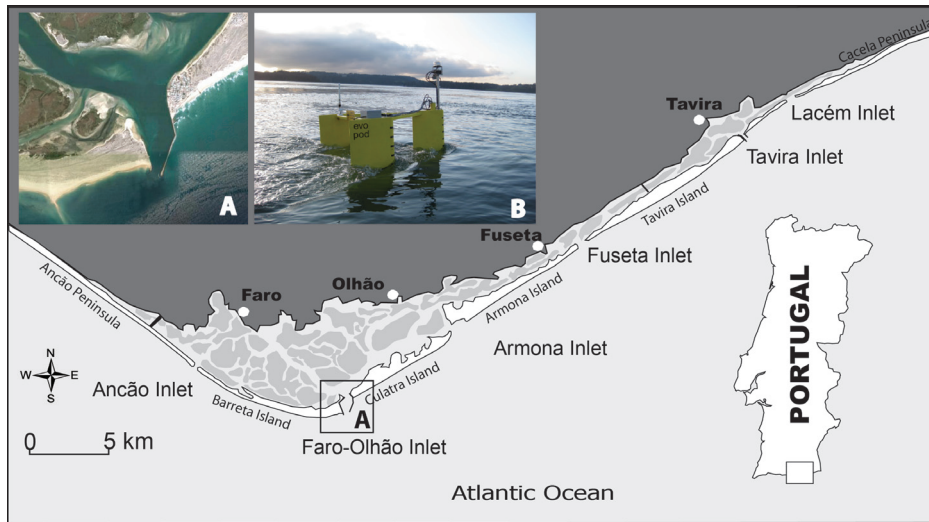 A
evo
pod
B
Cacela Peninsula
Lacém Inlet
Tavira
Tavira Inlet
Tavira Island
Fuseta
Fuseta Inlet
Ancão Peninsula
Faro
Olhão
Armona Island
Armona Inlet
N
W
E
S
Ancão Inlet
Barreta Island
Culatra Island
A
Faro-Olhão Inlet
0
5 km
Atlantic Ocean
PORTUGAL